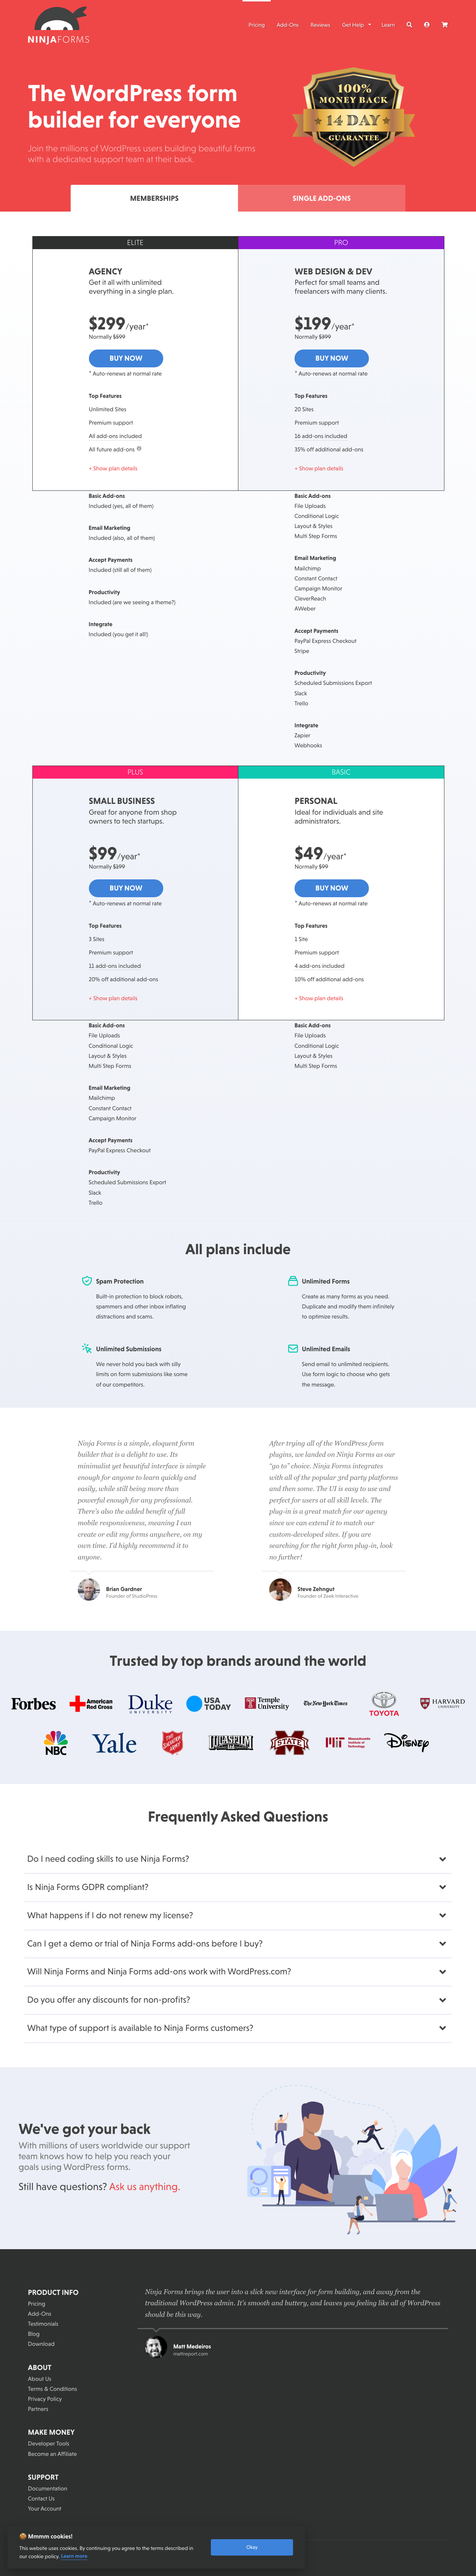 NINJAFORMS
Pricing
Add-Ons
Reviews
Get Help
Learn
The WordPress form
builder for everyone
Join the millions of WordPress users building beautiful forms
with a dedicated support team at their back.
100%
MONEY BACK
14 DAY
GUARANTEE
MEMBERSHIPS
SINGLE ADD-ONS
ELITE
AGENCY
Get it all with unlimited
everything in a single plan.
$299/year*
Normally $599
BUY NOW
* Auto-renews at normal rate
Top Features
Unlimited Sites
Premium support
All add-ons included
All future add-ons
+ Show plan details
PRO
WEB DESIGN & DEV
Perfect for small teams and
freelancers with many clients.
$199/year*
Normally $399
BUY NOW
* Auto-renews at normal rate
Top Features
20 Sites
Premium support
16 add-ons included
35% off additional add-ons
+ Show plan details
Basic Add-ons
Included (yes, all of them)
Email Marketing
Included (also, all of them)
Accept Payments
Included (still all of them)
Productivity
Included (are we seeing a theme?)
Integrate
Included (you get it all!)
Basic Add-ons
File Uploads
Conditional Logic
Layout & Styles
Multi Step Forms
Email Marketing
Mailchimp
Constant Contact
Campaign Monitor
CleverReach
AWeber
Accept Payments
PayPal Express Checkout
Stripe
Productivity
Scheduled Submissions Export
Slack
Trello
Integrate
Zapier
Webhooks
PLUS
SMALL BUSINESS
Great for anyone from shop
owners to tech startups.
$99/year*
Normally $199
BUY NOW
* Auto-renews at normal rate
Top Features
3 Sites
Premium support
11 add-ons included
20% off additional add-ons
+ Show plan details
BASIC
PERSONAL
Ideal for individuals and site
administrators.
$49/year*
Normally $99
BUY NOW
* Auto-renews at normal rate
Top Features
1 Site
Premium support
4 add-ons included
10% off additional add-ons
+ Show plan details
Basic Add-ons
File Uploads
Conditional Logic
Layout & Styles
Multi Step Forms
Email Marketing
Mailchimp
Constant Contact
Campaign Monitor
Accept Payments
PayPal Express Checkout
Productivity
Scheduled Submissions Export
Slack
Trello
Basic Add-ons
File Uploads
Conditional Logic
Layout & Styles
Multi Step Forms
All plans include
Spam Protection
Built-in protection to block robots,
spammers and other inbox inflating
distractions and scams.
Unlimited Forms
Create as many forms as you need.
Duplicate and modify them infinitely
to optimize results.
Unlimited Submissions
We never hold you back with silly
limits on form submissions like some
of our competitors.
Unlimited Emails
Send email to unlimited recipients.
Use form logic to choose who gets
the message.
Ninja Forms is a simple, eloquent form
builder that is a delight to use. Its
minimalist yet beautiful interface is simple
enough for anyone to learn quickly and
easily, while still being more than
powerful enough for any professional.
There's also the added benefit of full
mobile responsiveness, meaning I can
create or edit my forms anywhere, on my
own time. I'd highly recommend it to
anyone.
Brian Gardner
Founder of StudioPress
After trying all of the WordPress form
plugins, we landed on Ninja Forms as our
"go to" choice. Ninja Forms integrates
with all of the popular 3rd party platforms
and then some. The UI is easy to use and
perfect for users at all skill levels. The
plug-in is a great match for our agency
since we can extend it to match our
custom-developed sites. If you are
searching for the right form plug-in, look
no further!
Steve Zehngut
Founder of Zeek Interactive
Trusted by top brands around the world
Forbes
American
Red Cross
Duke
UNIVERSITY
USA
TODAY
Temple
University
The New York Times
TOYOTA
HARVARD
UNIVERSITY
NBC
Yale
SALVATION
ARMY
LUCASFILM
STATE
MIT
Massachusetts
Institute of
Technology
Disney
Frequently Asked Questions
Do I need coding skills to use Ninja Forms?
Is Ninja Forms GDPR compliant?
What happens if I do not renew my license?
Can I get a demo or trial of Ninja Forms add-ons before I buy?
Will Ninja Forms and Ninja Forms add-ons work with WordPress.com?
Do you offer any discounts for non-profits?
What type of support is available to Ninja Forms customers?
We've got your back
With millions of users worldwide our support
team knows how to help you reach your
goals using WordPress forms.
Still have questions? Ask us anything.
PRODUCT INFO
Pricing
Add-Ons
Testimonials
Blog
Download
ABOUT
About Us
Terms & Conditions
Privacy Policy
Partners
MAKE MONEY
Developer Tools
Become an Affiliate
SUPPORT
Documentation
Contact Us
Your Account
Ninja Forms brings the user into a slick new interface for form building, and away from the
traditional WordPress admin. It's smooth and buttery, and leaves you feeling like all of WordPress
should be this way.
Matt Medeiros
mattreport.com
Mmmm cookies!
This website uses cookies. By continuing you agree to the terms described in
our cookie policy. Learn more
Okay